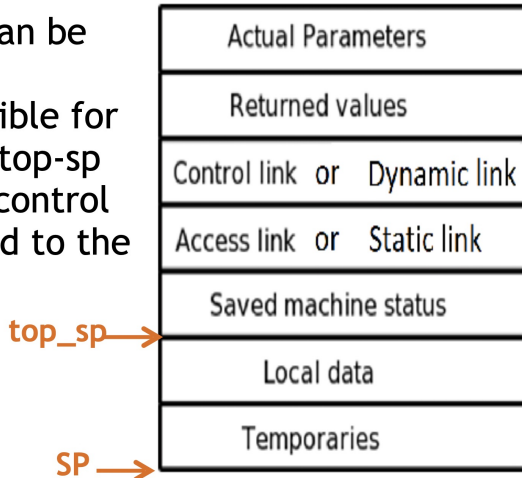 an be
ible for
top-sp
control
d to the
Actual Parameters
Returned values
Control link or Dynamic link
Access link or Static link
Saved machine status
top_sp
Local data
Temporaries
SP